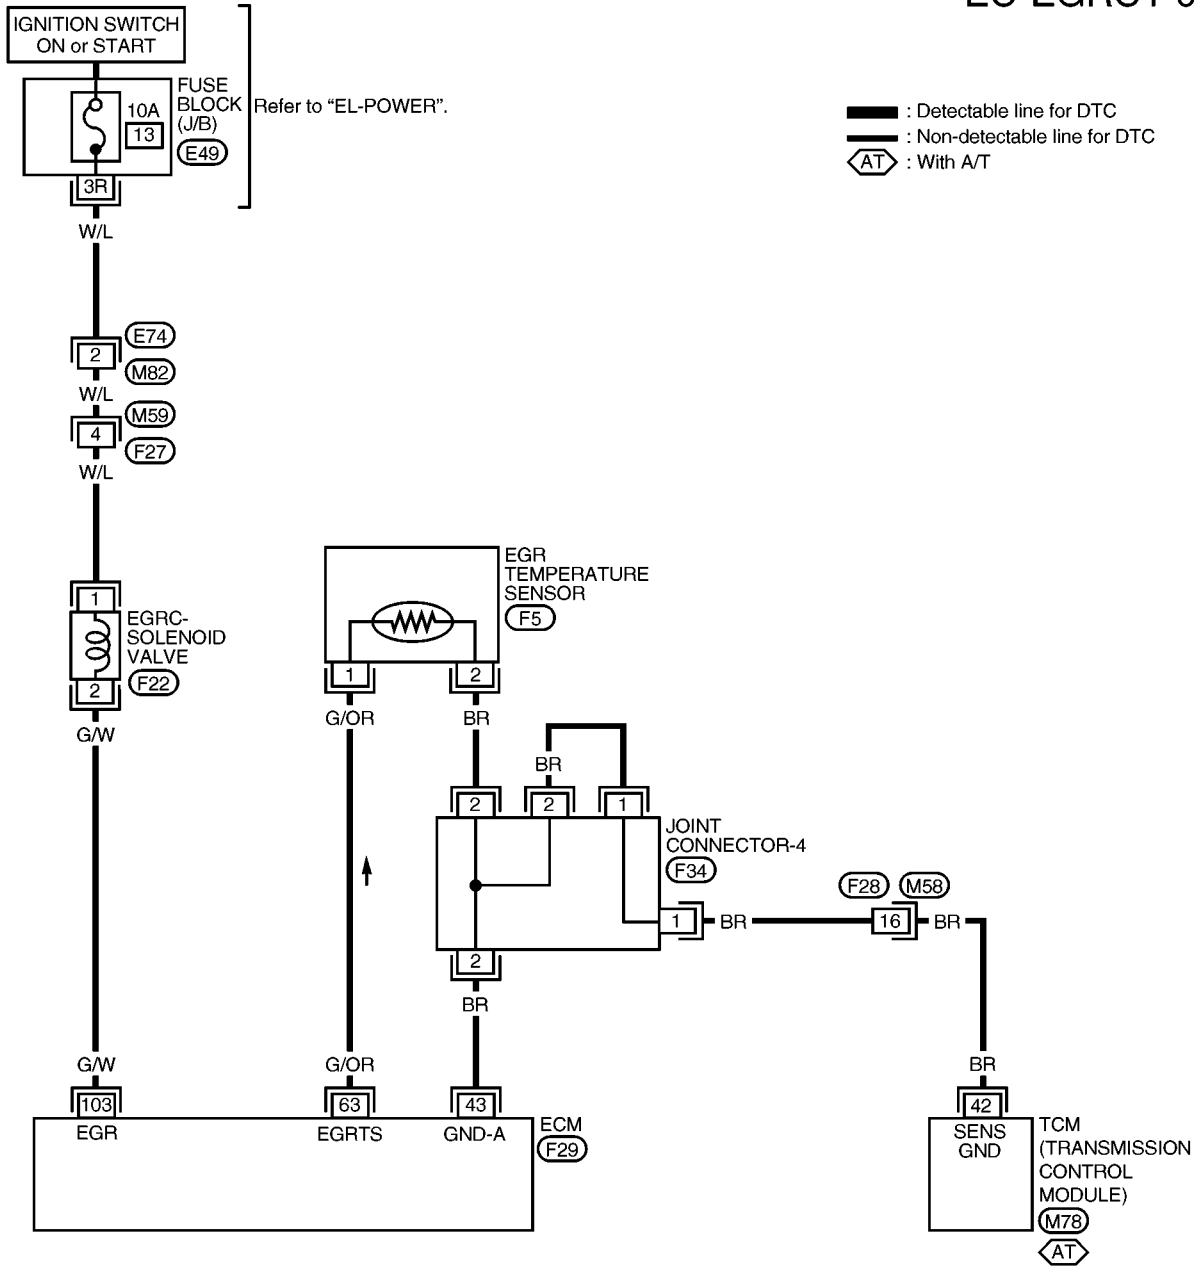 IGNITION SWITCH
ON or START
FUSE
BLOCK
(J/B)
E49
10A
13
Refer to “EL-POWER”.
: Detectable line for DTC
: Non-detectable line for DTC
AT : With A/T
3R
W/L
2
E74
M82
W/L
4
M59
F27
W/L
1
EGRC-
SOLENOID
VALVE
F22
2
G/W
EGR
TEMPERATURE
SENSOR
F5
1
2
G/OR
BR
BR
2
2
1
JOINT
CONNECTOR-4
F34
1
BR
F28
M58
16
BR
2
BR
G/W
G/OR
BR
103
63
43
42
EGR
EGRTS
GND-A
ECM
F29
SENS
GND
TCM
(TRANSMISSION
CONTROL
MODULE)
M78
AT